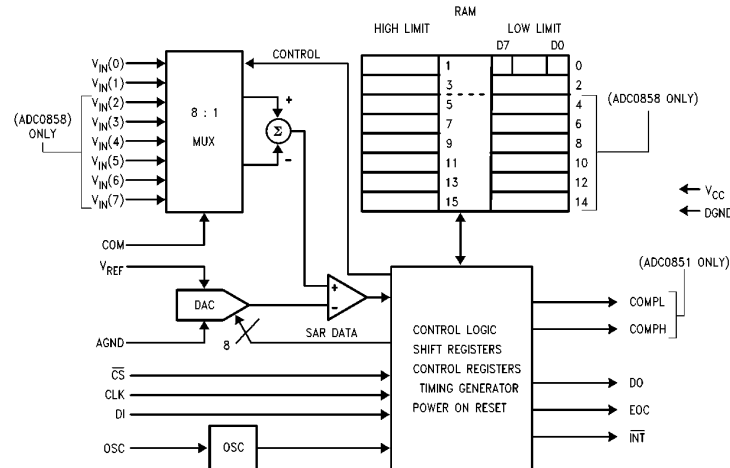 RAM
HIGH LIMIT LOW LIMIT
D7 D0
CONTROL
V_IN(0)
V_IN(1)
V_IN(2)
V_IN(3)
V_IN(4)
V_IN(5)
V_IN(6)
V_IN(7)
(ADC0858)
ONLY
8 : 1
MUX
+
Σ
-
1 0
3 2
5 4
7 6
9 8
11 10
13 12
15 14
(ADC0858 ONLY)
V_CC
DGND
COM
V_REF
DAC
AGND
8
+
-
SAR DATA
(ADC0851 ONLY)
COMPL
COMPH
CONTROL LOGIC
SHIFT REGISTERS
CONTROL REGISTERS
TIMING GENERATOR
POWER ON RESET
C̅S̅
CLK
DI
OSC
OSC
DO
EOC
I̅N̅T̅